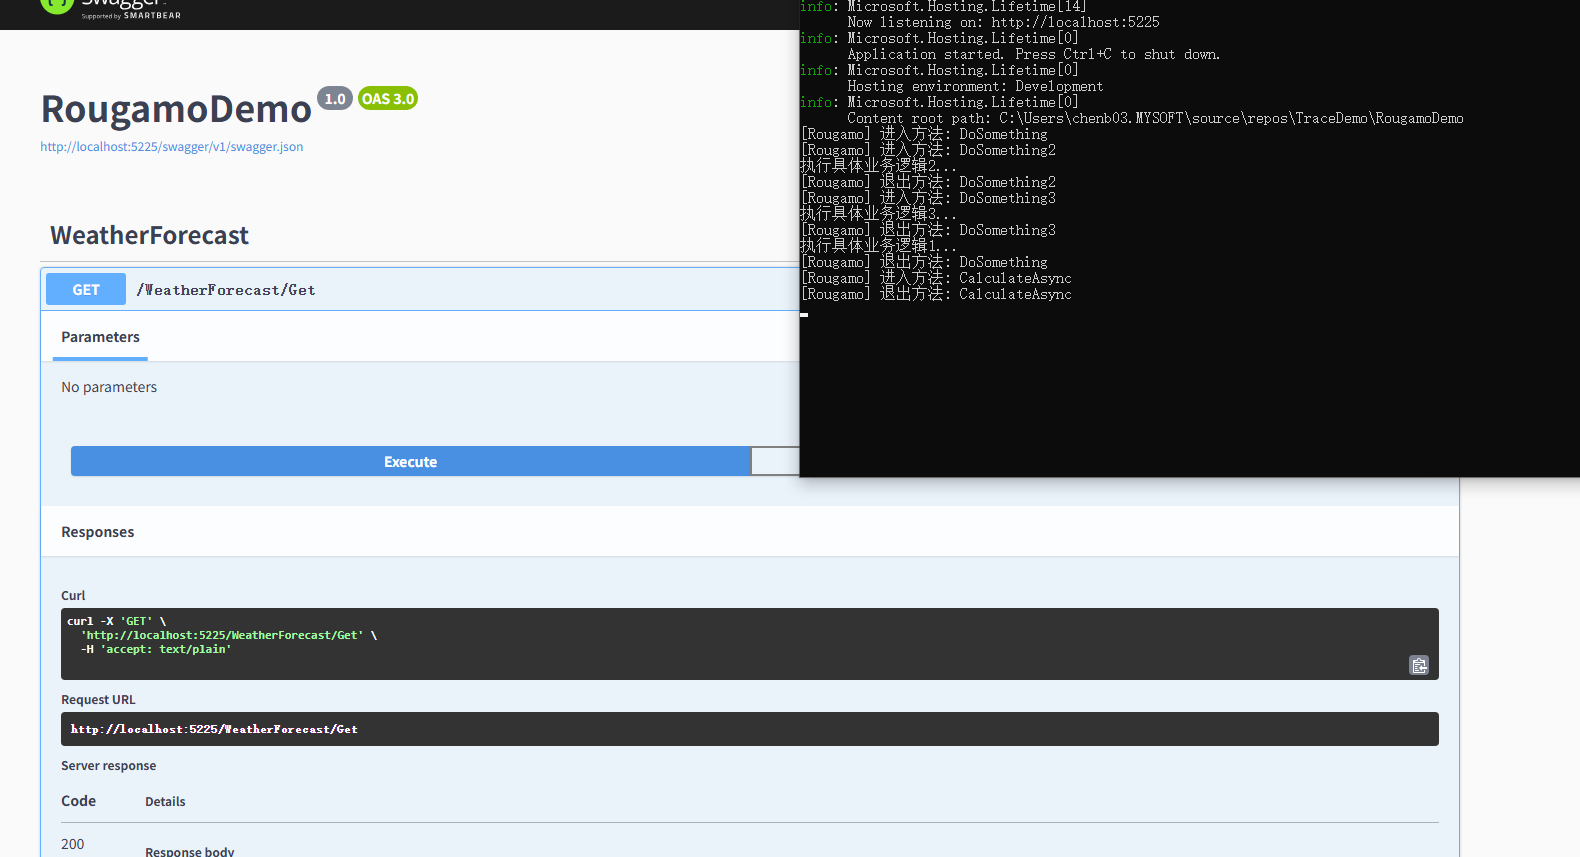 Swagger
Supported by SMARTBEAR
RougamoDemo 1.0 OAS 3.0
http://localhost:5225/swagger/v1/swagger.json
WeatherForecast
GET /WeatherForecast/Get
Parameters
No parameters
Execute
Responses
Curl
curl -X 'GET' \
'http://localhost:5225/WeatherForecast/Get' \
-H 'accept: text/plain'
Request URL
http://localhost:5225/WeatherForecast/Get
Server response
Code Details
200
Response body
info: Microsoft.Hosting.Lifetime[14]
Now listening on: http://localhost:5225
info: Microsoft.Hosting.Lifetime[0]
Application started. Press Ctrl+C to shut down.
info: Microsoft.Hosting.Lifetime[0]
Hosting environment: Development
info: Microsoft.Hosting.Lifetime[0]
Content root path: C:\Users\chenb03.MYSOFT\source\repos\TraceDemo\RougamoDemo
[Rougamo] 进入方法: DoSomething
[Rougamo] 进入方法: DoSomething2
执行具体业务逻辑2...
[Rougamo] 退出方法: DoSomething2
[Rougamo] 进入方法: DoSomething3
执行具体业务逻辑3...
[Rougamo] 退出方法: DoSomething3
执行具体业务逻辑1...
[Rougamo] 退出方法: DoSomething
[Rougamo] 进入方法: CalculateAsync
[Rougamo] 退出方法: CalculateAsync